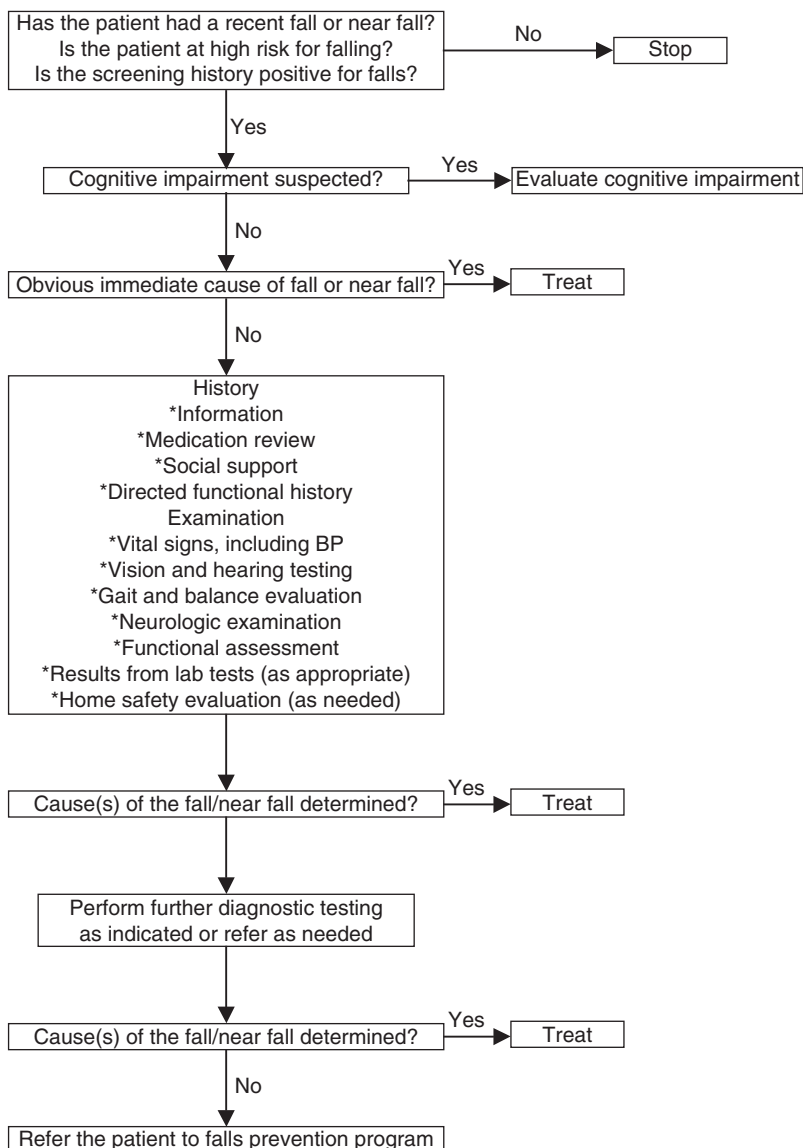 Has the patient had a recent fall or near fall?
Is the patient at high risk for falling?
Is the screening history positive for falls?
No
Stop
Yes
Cognitive impairment suspected?
Yes
Evaluate cognitive impairment
No
Obvious immediate cause of fall or near fall?
Yes
Treat
No
History
*Information
*Medication review
*Social support
*Directed functional history
Examination
*Vital signs, including BP
*Vision and hearing testing
*Gait and balance evaluation
*Neurologic examination
*Functional assessment
*Results from lab tests (as appropriate)
*Home safety evaluation (as needed)
Cause(s) of the fall/near fall determined?
Yes
Treat
Perform further diagnostic testing
as indicated or refer as needed
Cause(s) of the fall/near fall determined?
Yes
Treat
No
Refer the patient to falls prevention program